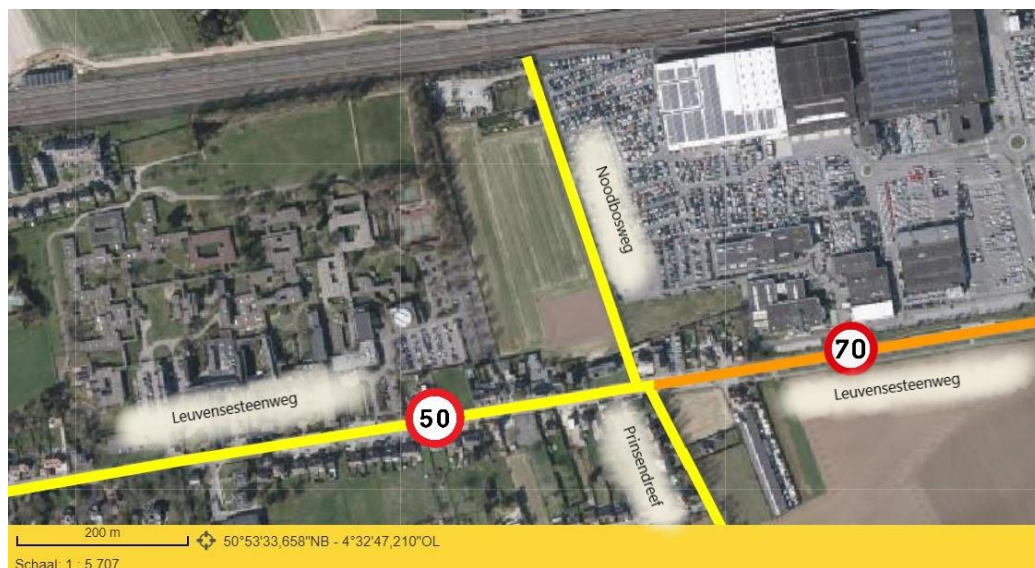 Noodbosweg
70
Leuvensesteenweg
Leuvensesteenweg
50
Prinsendreef
200 m
50°53'33,658"NB - 4°32'47,210"OL
Schaal: 1 : 5.707